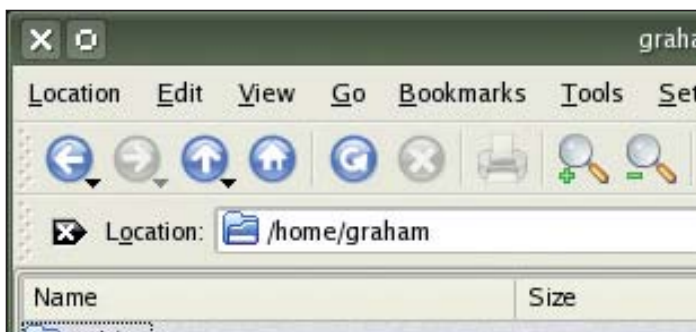 graha
Location Edit View Go Bookmarks Tools Set
Location: /home/graham
Name Size